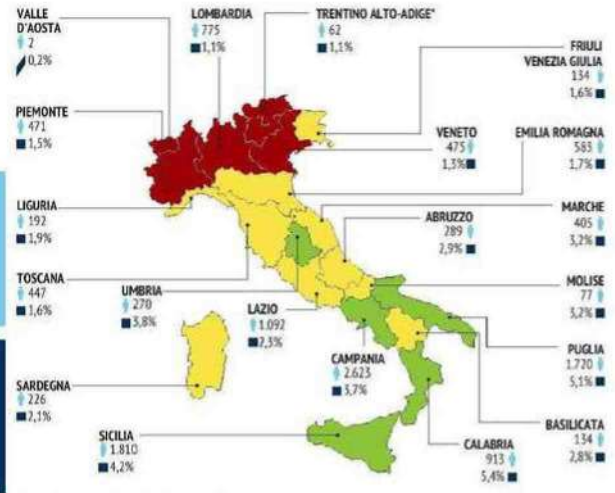 VALLE
D'AOSTA
2
0,2%
LOMBARDIA
775
1,1%
TRENTINO ALTO-ADIGE*
62
1,1%
FRIULI
VENEZIA GIULIA
134
1,6%
PIEMONTE
471
1,5%
VENETO
475
1,3%
EMILIA ROMAGNA
583
1,7%
LIGURIA
192
1,9%
ABRUZZO
289
2,9%
MARCHE
405
3,2%
TOSCANA
447
1,6%
UMBRIA
270
3,8%
LAZIO
1.092
2,3%
MOLISE
77
3,2%
CAMPANIA
2.623
3,7%
PUGLIA
1.720
5,1%
SARDEGNA
226
2,1%
SICILIA
1.810
4,2%
CALABRIA
913
5,4%
BASILICATA
134
2,8%